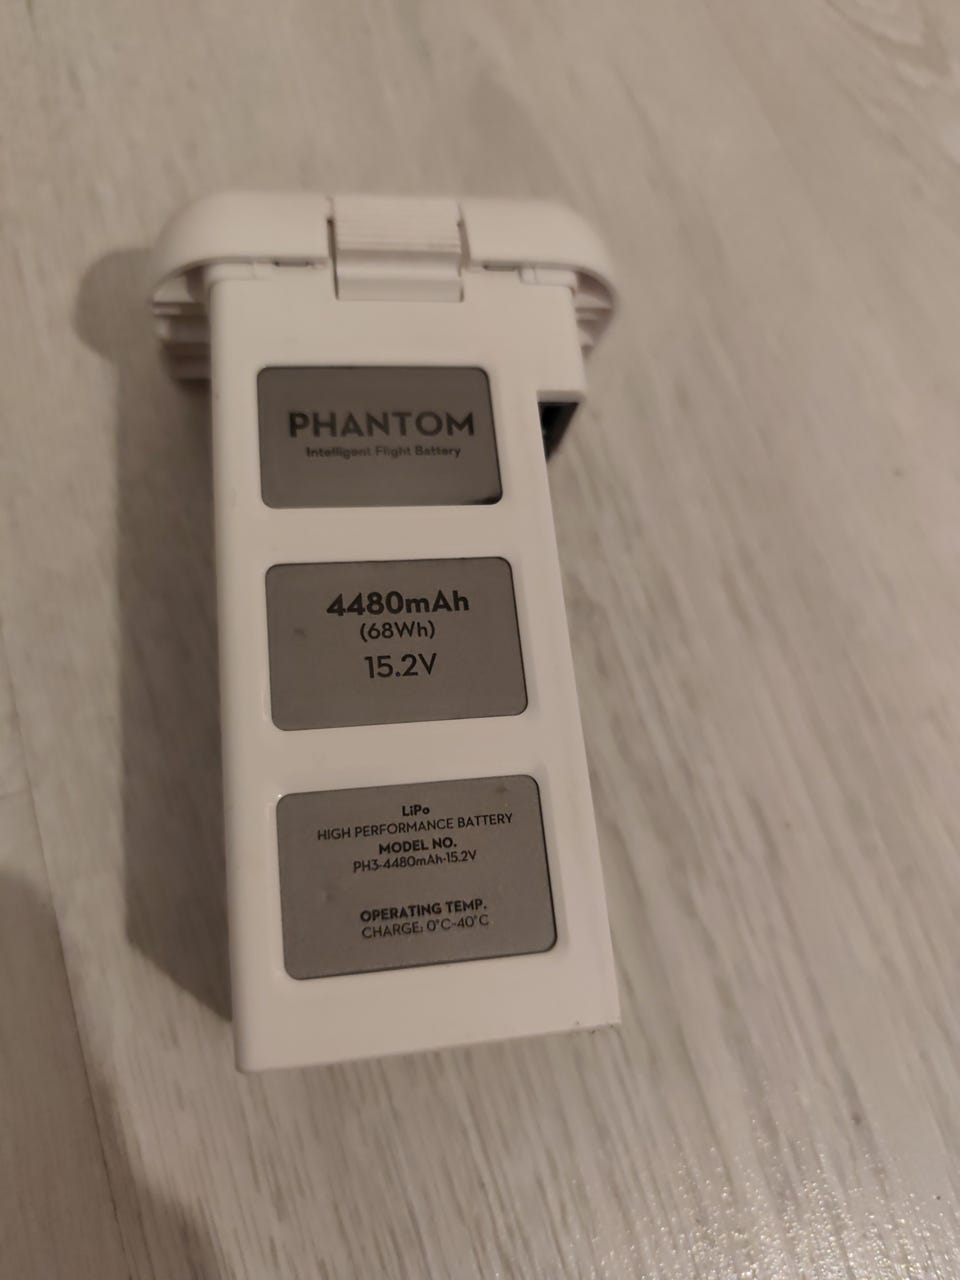 PHANTOM
Intelligent Flight Battery
4480mAh
(68Wh)
15.2V
LiPo
HIGH PERFORMANCE BATTERY
MODEL NO.
PH3-4480mAh-15.2V
OPERATING TEMP.
CHARGE: 0°C-40°C